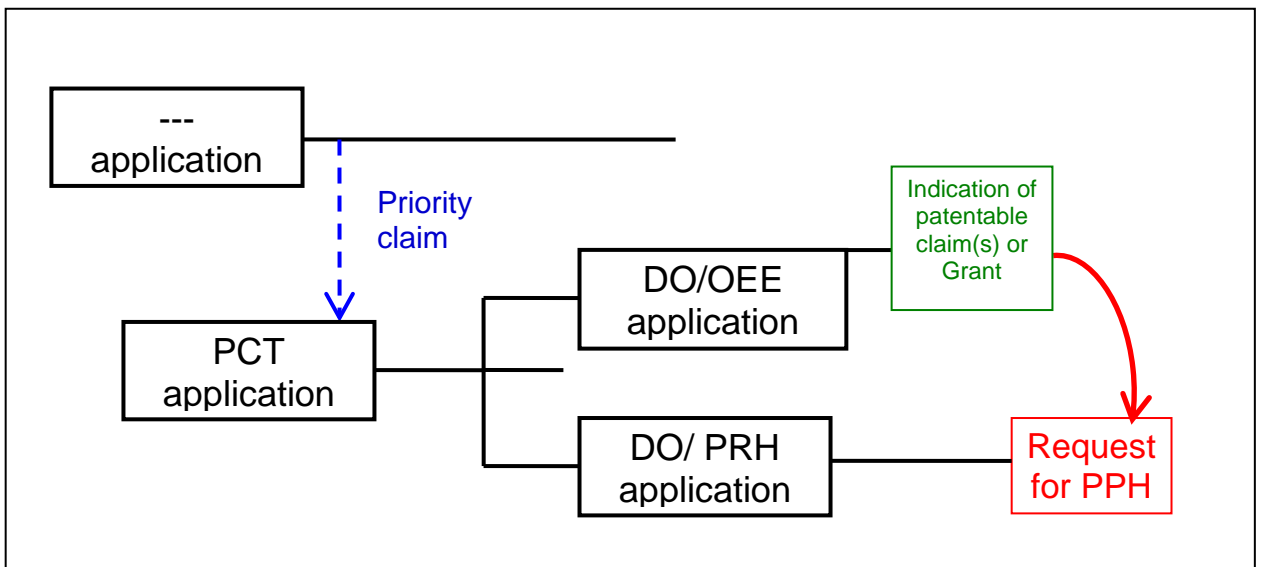 ---
application
Priority
claim
PCT
application
DO/OEE
application
Indication of
patentable
claim(s) or
Grant
DO/ PRH
application
Request
for PPH